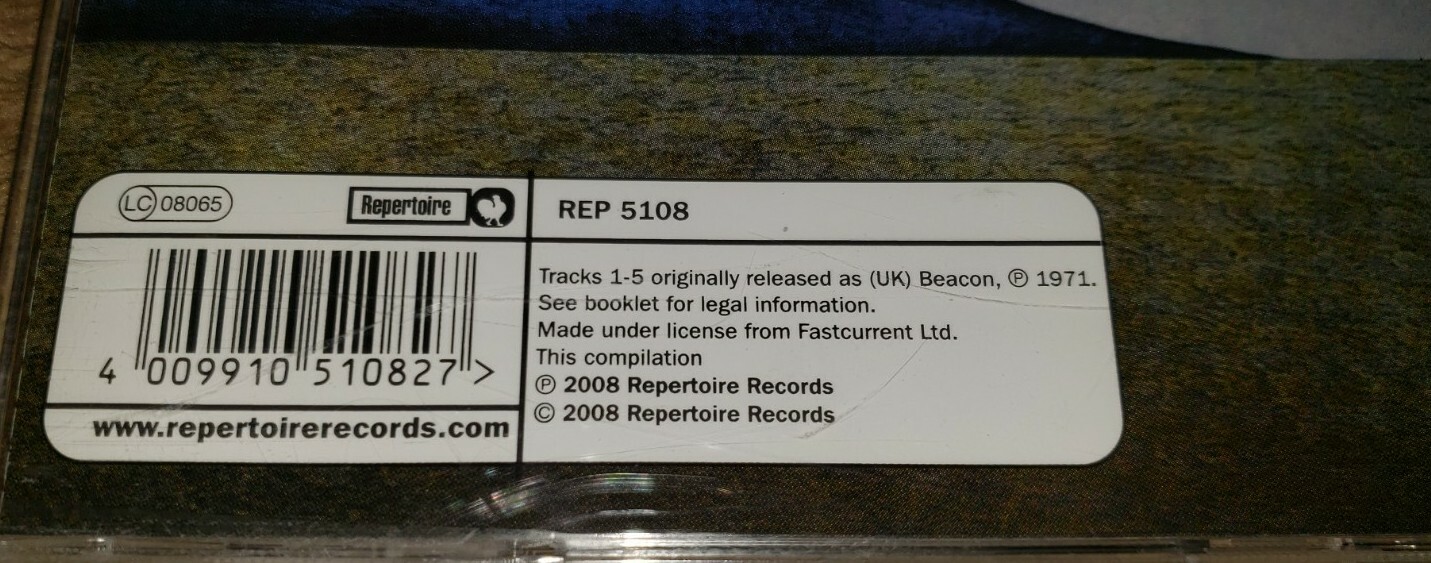 LC 08065
Repertoire
REP 5108
4 009910 510827 >
www.repertoirerecords.com
Tracks 1-5 originally released as (UK) Beacon, ℗ 1971.
See booklet for legal information.
Made under license from Fastcurrent Ltd.
This compilation
℗ 2008 Repertoire Records
© 2008 Repertoire Records